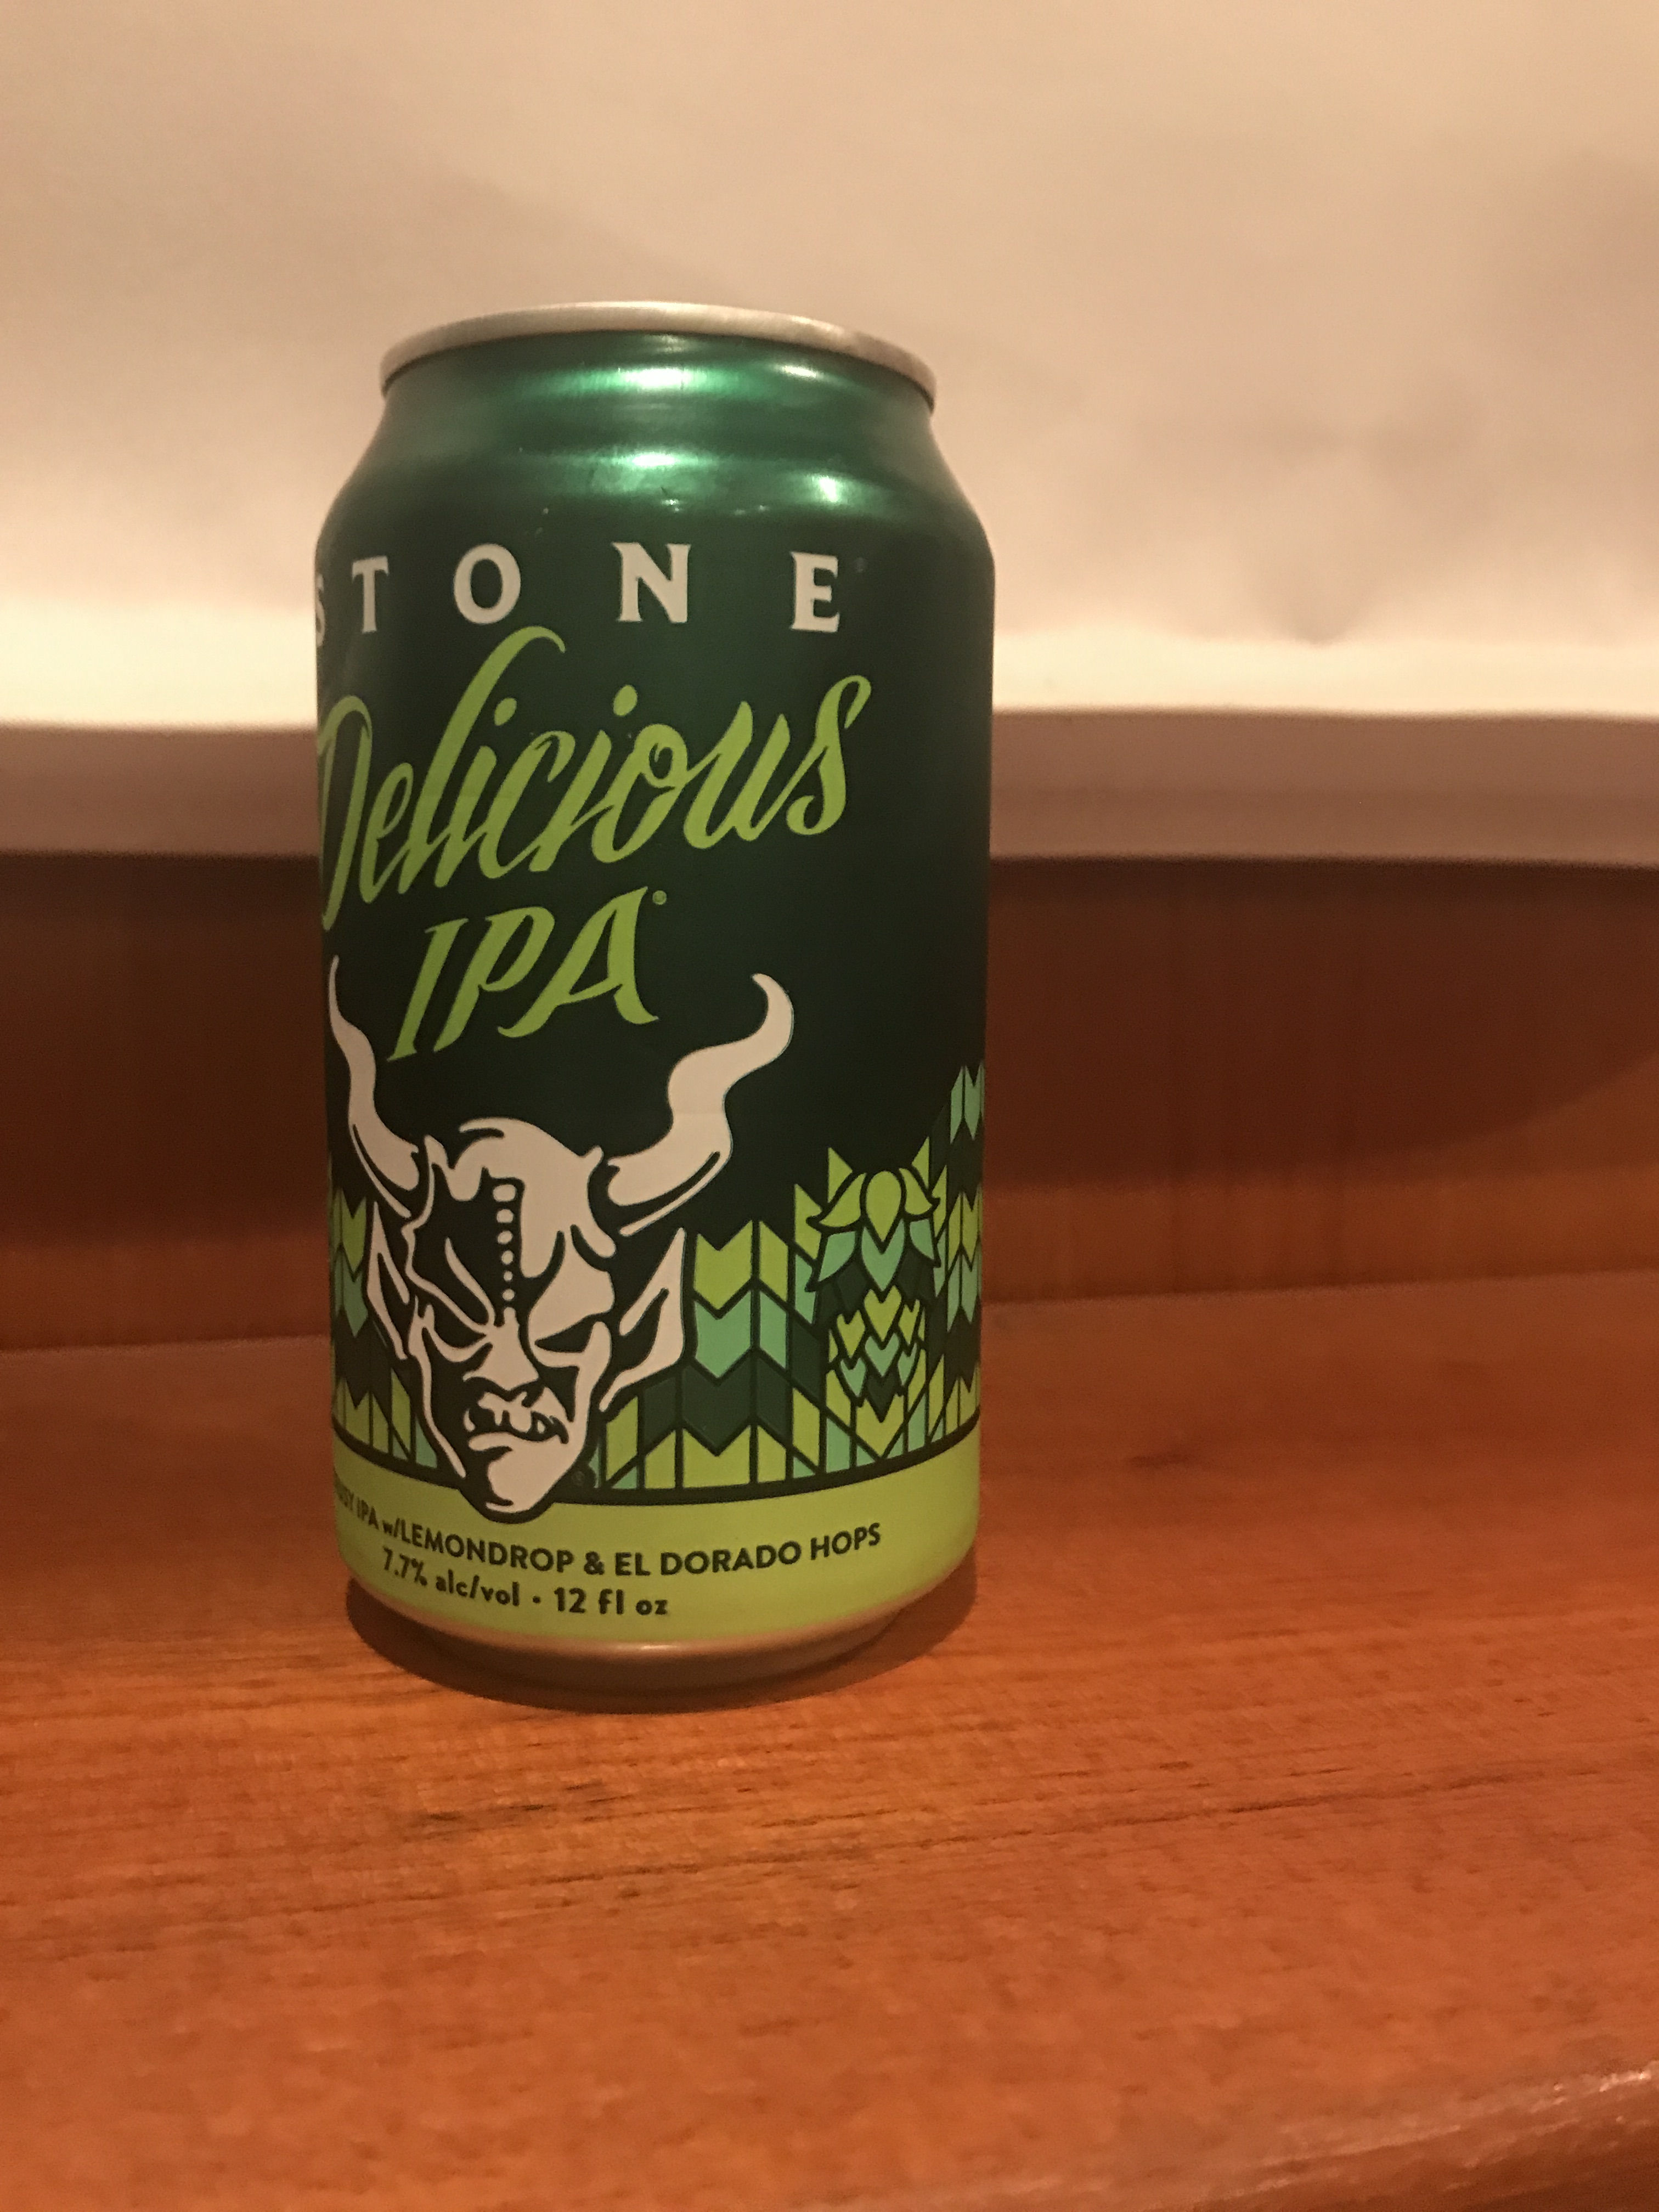 STONE
Delicious
IPA
IPA w/LEMONDROP & EL DORADO HOPS
7.7% alc/vol • 12 fl oz